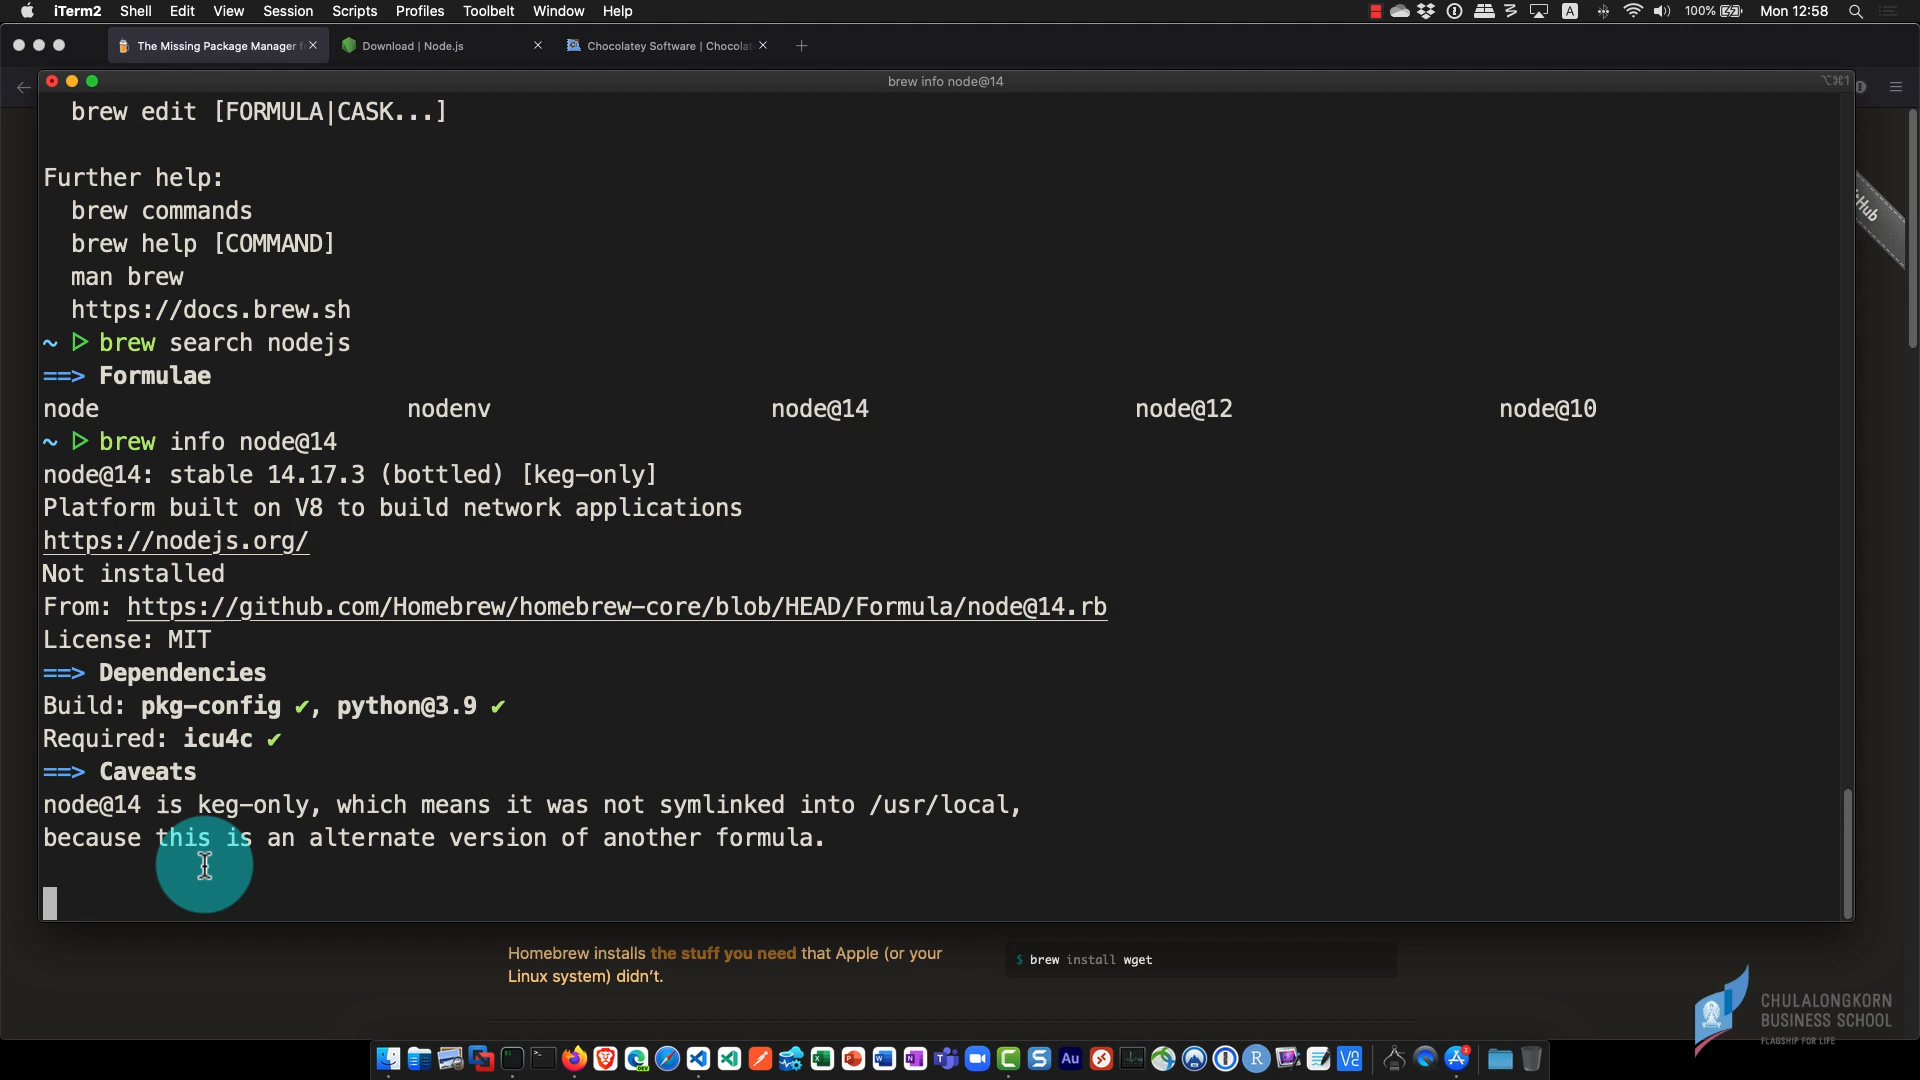 iTerm2 Shell Edit View Session Scripts Profiles Toolbelt Window Help 100% Mon 12:58
The Missing Package Manager f Download | Node.js Chocolatey Software | Chocolat
brew info node@14 ⌥⌘1
brew edit [FORMULA|CASK...]
Further help:
brew commands
brew help [COMMAND]
man brew
https://docs.brew.sh
~ ▷ brew search nodejs
==> Formulae
node nodenv node@14 node@12 node@10
~ ▷ brew info node@14
node@14: stable 14.17.3 (bottled) [keg-only]
Platform built on V8 to build network applications
https://nodejs.org/
Not installed
From: https://github.com/Homebrew/homebrew-core/blob/HEAD/Formula/node@14.rb
License: MIT
==> Dependencies
Build: pkg-config ✔, python@3.9 ✔
Required: icu4c ✔
==> Caveats
node@14 is keg-only, which means it was not symlinked into /usr/local,
because this is an alternate version of another formula.
Homebrew installs the stuff you need that Apple (or your
Linux system) didn’t.
$ brew install wget
CHULALONGKORN
BUSINESS SCHOOL
FLAGSHIP FOR LIFE